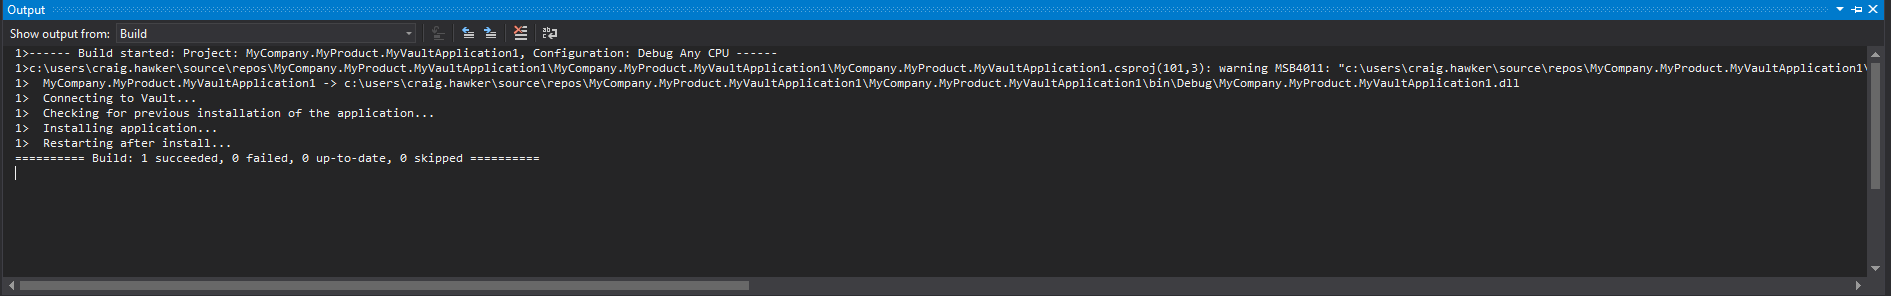 Output
Show output from: Build
1>------ Build started: Project: MyCompany.MyProduct.MyVaultApplication1, Configuration: Debug Any CPU ------
1>c:\users\craig.hawker\source\repos\MyCompany.MyProduct.MyVaultApplication1\MyCompany.MyProduct.MyVaultApplication1\MyCompany.MyProduct.MyVaultApplication1.csproj(101,3): warning MSB4011: "c:\users\craig.hawker\source\repos\MyCompany.MyProduct.MyVaultApplication1\
1>  MyCompany.MyProduct.MyVaultApplication1 -> c:\users\craig.hawker\source\repos\MyCompany.MyProduct.MyVaultApplication1\MyCompany.MyProduct.MyVaultApplication1\bin\Debug\MyCompany.MyProduct.MyVaultApplication1.dll
1>  Connecting to Vault...
1>  Checking for previous installation of the application...
1>  Installing application...
1>  Restarting after install...
========== Build: 1 succeeded, 0 failed, 0 up-to-date, 0 skipped ==========